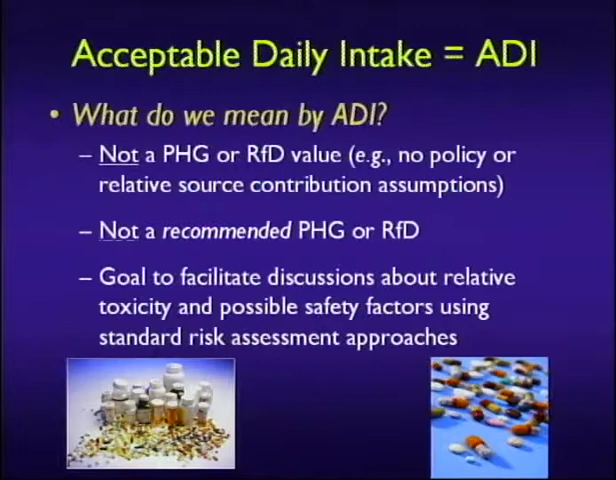 Acceptable Daily Intake = ADI
• What do we mean by ADI?
– Not a PHG or RfD value (e.g., no policy or
relative source contribution assumptions)
– Not a recommended PHG or RfD
– Goal to facilitate discussions about relative
toxicity and possible safety factors using
standard risk assessment approaches